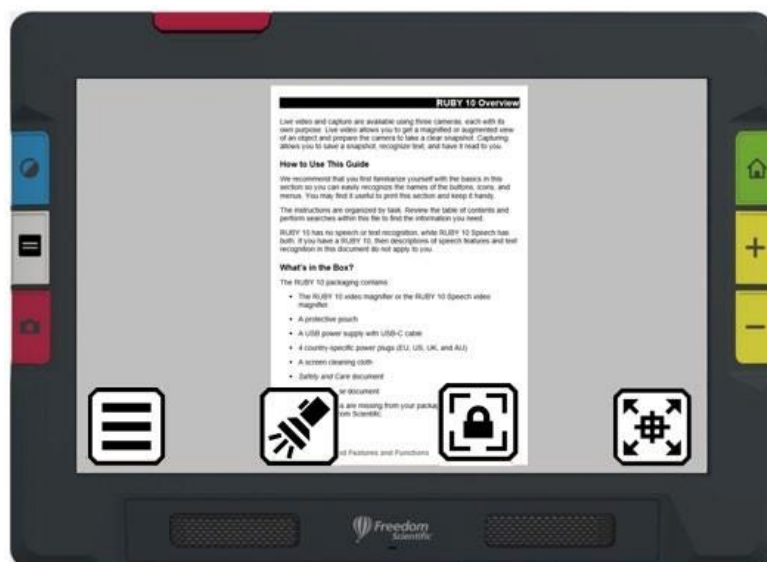 RUBY 10 Overview
Live video and capture are available using three cameras, each with its
own purpose. Live video allows you to get a magnified or augmented view
of an object and prepare the camera to take a clear snapshot. Capturing
allows you to save a snapshot, recognize text, and have it read to you.
How to Use This Guide
We recommend that you first familiarize yourself with the basics in this
section so you can easily recognize the names of the buttons, icons, and
menus. You may find it useful to print this section and keep it handy.
The instructions are organized by task. Review the table of contents and
perform searches within this file to find the information you need.
RUBY 10 has no speech or text recognition, while RUBY 10 Speech has
both. If you have a RUBY 10, then descriptions of speech features and text
recognition in this document do not apply to you.
What's in the Box?
The RUBY 10 packaging contains:
• The RUBY 10 video magnifier or the RUBY 10 Speech video
magnifier
• A protective pouch
• A USB power supply with USB-C cable
• 4 country-specific power plugs (EU, US, UK, and AU)
• A screen cleaning cloth
• Safety and Care document
se document
are missing from your
Scientific.
Features and Functions
Freedom
Scientific